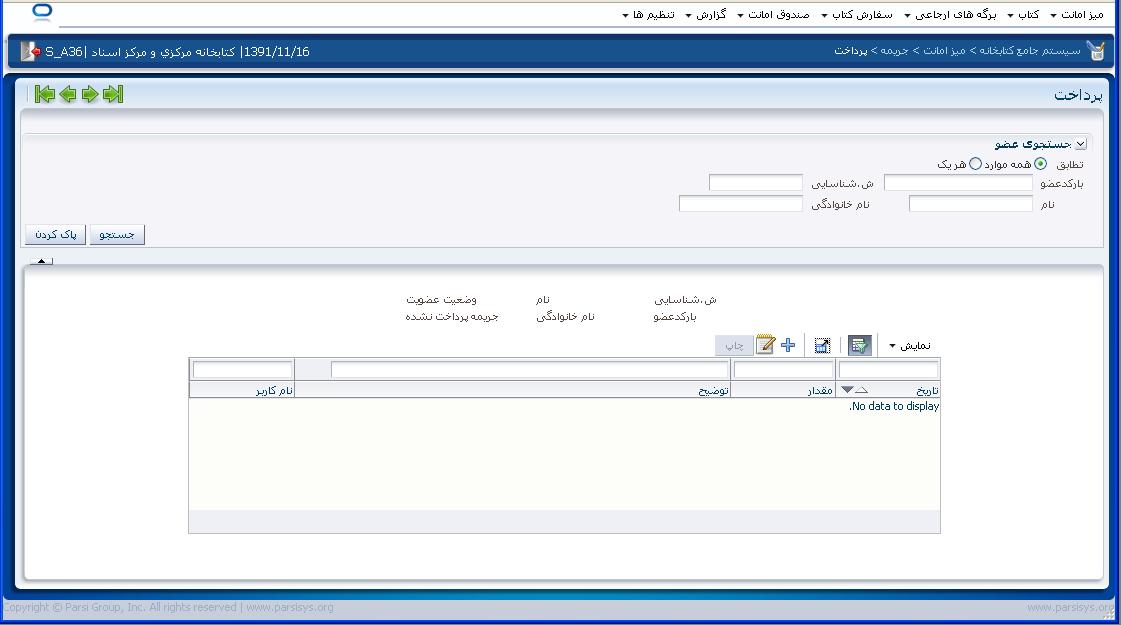 میز امانت کتاب برگه های ارجاعی سفارش کتاب صندوق امانت گزارش تنظیم ها
سیستم جامع کتابخانه > میز امانت > جریمه > پرداخت
1391/11/16| کتابخانه مرکزي و مرکز اسناد |S_A36
پرداخت
جستجوی عضو
تطابق همه موارد هر یک
بارکدعضو ش.شناسایی
نام نام خانوادگی
جستجو پاک کردن
ش.شناسایی نام وضعیت عضویت
بارکدعضو نام خانوادگی جریمه پرداخت نشده
نمایش چاپ
تاریخ مقدار توضیح نام کاربر
No data to display.
Copyright © Parsi Group, Inc. All rights reserved | www.parsisys.org
www.parsisys.org